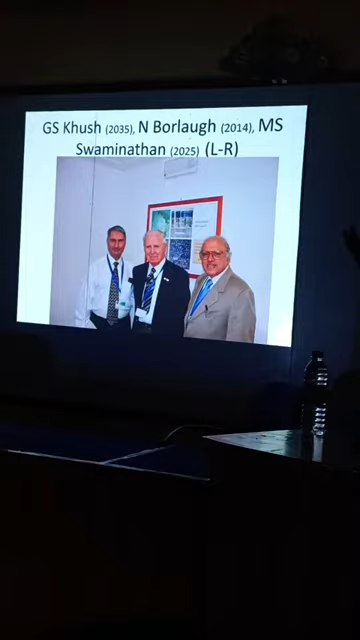 GS Khush (2035), N Borlaugh (2014), MS
Swaminathan (2025) (L-R)